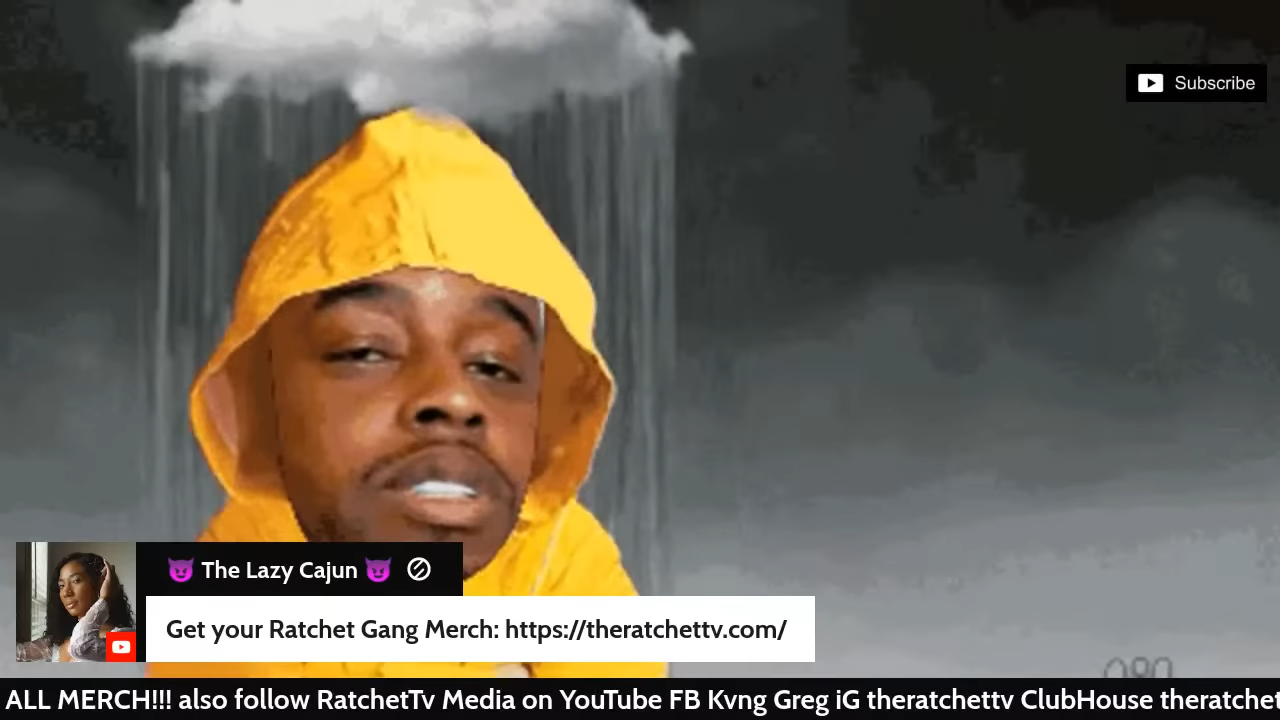 Subscribe
😈 The Lazy Cajun 😈
Get your Ratchet Gang Merch: https://theratchettv.com/
ALL MERCH!!! also follow RatchetTv Media on YouTube FB Kvng Greg iG theratchettv ClubHouse theratchet